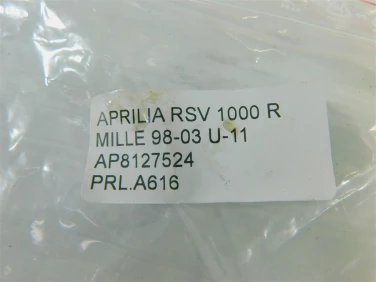 APRILIA RSV 1000 R
MILLE 98-03 U-11
AP8127524
PRL.A616